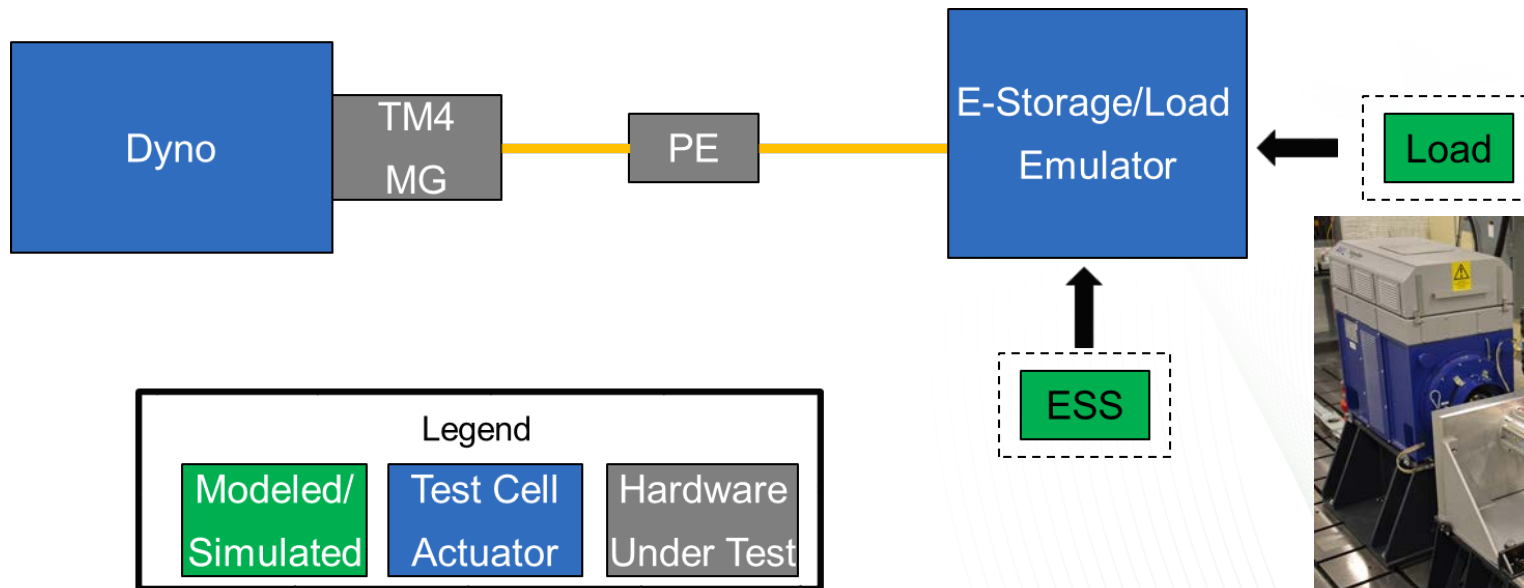 Dyno
TM4
MG
PE
E-Storage/Load
Emulator
Load
ESS
Legend
Modeled/
Simulated
Test Cell
Actuator
Hardware
Under Test